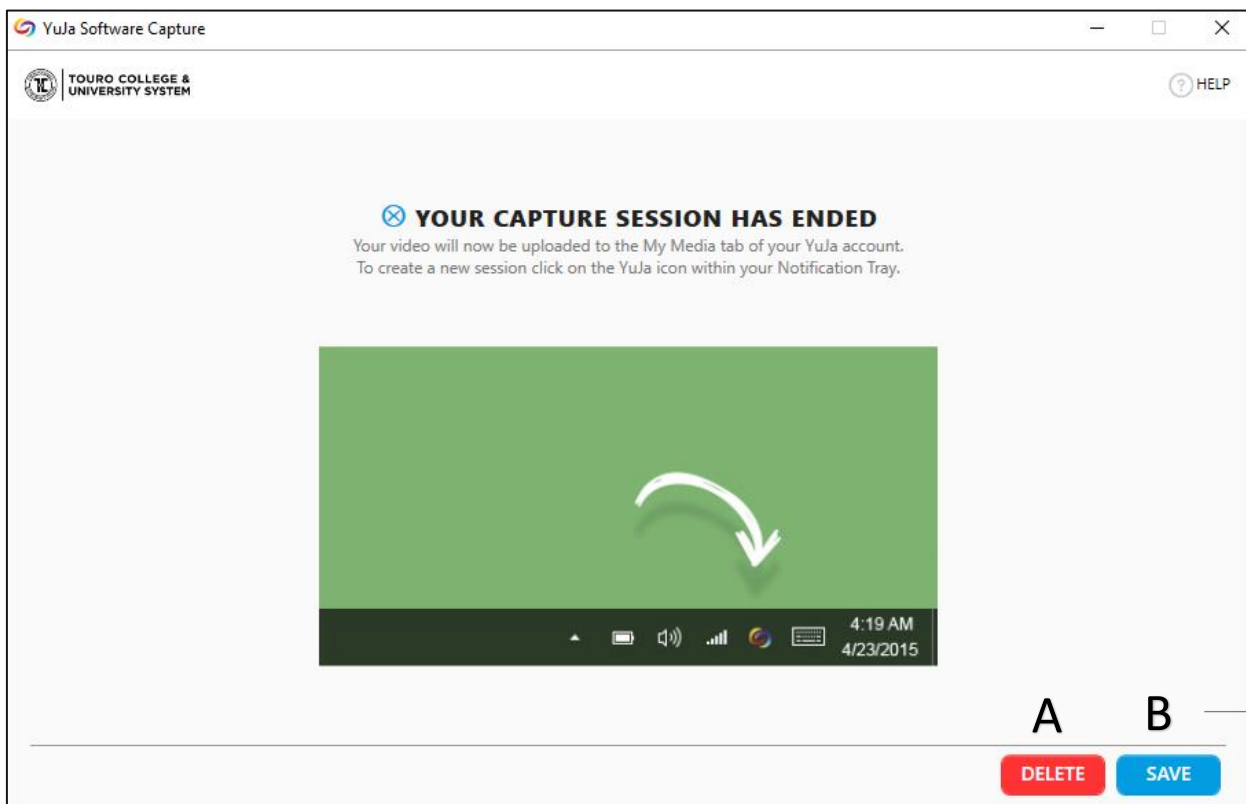 YuJa Software Capture
TOURO COLLEGE &
UNIVERSITY SYSTEM
HELP
YOUR CAPTURE SESSION HAS ENDED
Your video will now be uploaded to the My Media tab of your YuJa account.
To create a new session click on the YuJa icon within your Notification Tray.
4:19 AM
4/23/2015
A B
DELETE SAVE